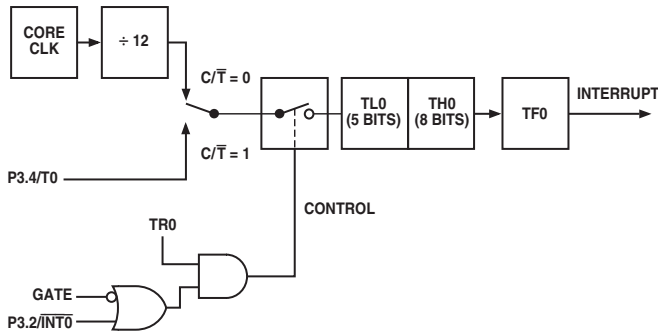 CORE
CLK
÷ 12
C/T̅ = 0
TL0
(5 BITS)
TH0
(8 BITS)
TF0
INTERRUPT
C/T̅ = 1
P3.4/T0
CONTROL
TR0
GATE
P3.2/I̅N̅T̅0̅